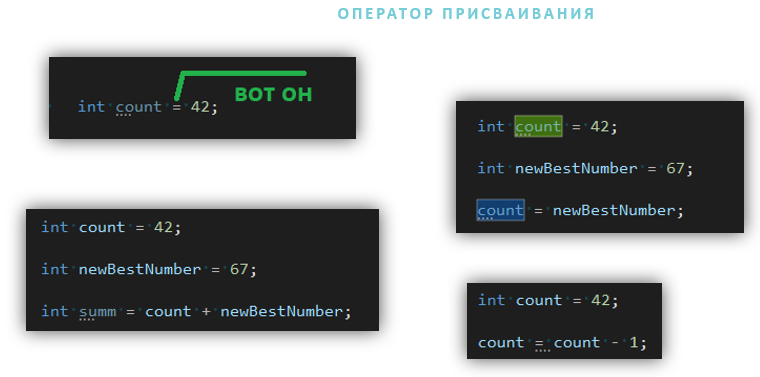 ОПЕРАТОР ПРИСВАИВАНИЯ
ВОТ ОН
int count = 42;
int count = 42;
int newBestNumber = 67;
int summ = count + newBestNumber;
int count = 42;
int newBestNumber = 67;
count = newBestNumber;
int count = 42;
count = count - 1;